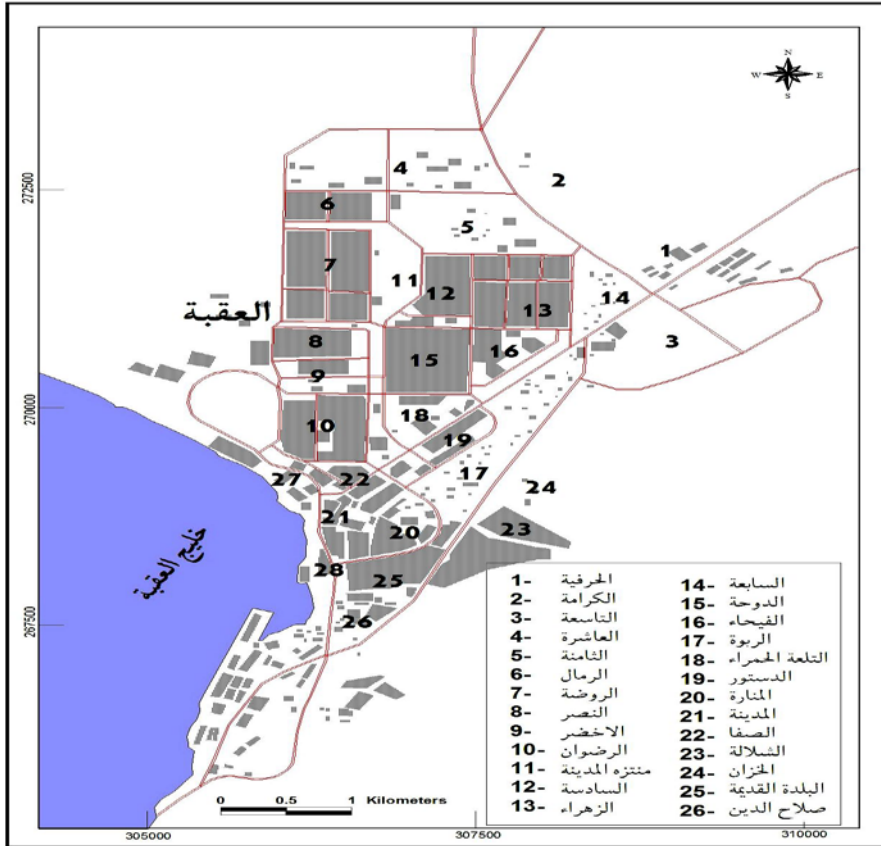 N
W E
S
272500
270000
267500
4
2
6
5
1
7
11
12
14
13
العقبة
3
8
16
15
9
18
10
19
17
27
22
24
21
20
23
خليج العقبة
28
25
26
0 0.5 1 Kilometers
305000 307500 310000
1- الحرفية
2- الكرامة
3- التاسعة
4- العاشرة
5- الثامنة
6- الرمال
7- الروضة
8- النصر
9- الاخضر
10- الرضوان
11- منتزه المدينة
12- السادسة
13- الزهراء
14- السابعة
15- الدوحة
16- الفيحاء
17- الربوة
18- التلعة الحمراء
19- الدستور
20- المنارة
21- المدينة
22- الصفا
23- الشلالة
24- الخزان
25- البلدة القديمة
26- صلاح الدين